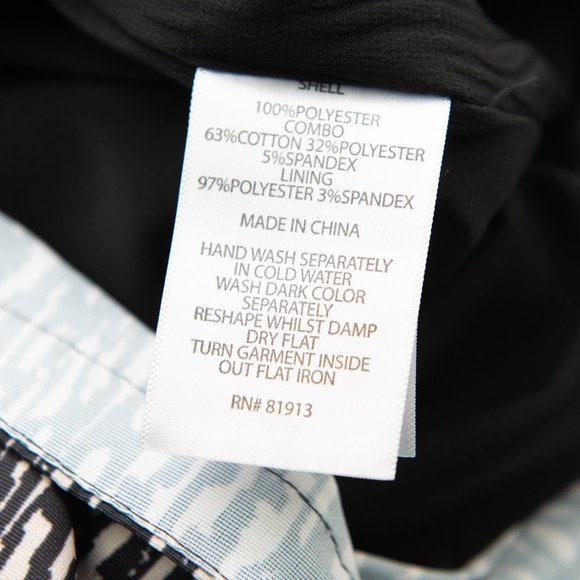 SHELL
100%POLYESTER
COMBO
63%COTTON 32%POLYESTER
5%SPANDEX
LINING
97%POLYESTER 3%SPANDEX
MADE IN CHINA
HAND WASH SEPARATELY
IN COLD WATER
WASH DARK COLOR
SEPARATELY
RESHAPE WHILST DAMP
DRY FLAT
TURN GARMENT INSIDE
OUT FLAT IRON
RN# 81913